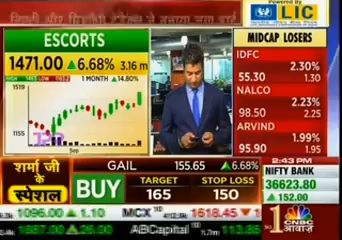 Powered By
LIC
ESCORTS
1471.00 ▲ 6.68% 3.16 m
1 MONTH ▲ 14.80%
1519
1155
Sep
MIDCAP LOSERS
IDFC
2.30%
55.30 1.30
NALCO
2.23%
98.50 2.25
ARVIND
1.99%
95.90 1.95
2:43 PM
शर्मा जी
के
स्पेशल
GAIL 155.65 ▲ 6.68%
BUY
TARGET
165
STOP LOSS
150
NIFTY BANK
36623.80
▲ 152.00
1096.00 ▲ 1.10 MCX 1618.45 ▼
ABCapital 113.35
CNBC
आवाज़